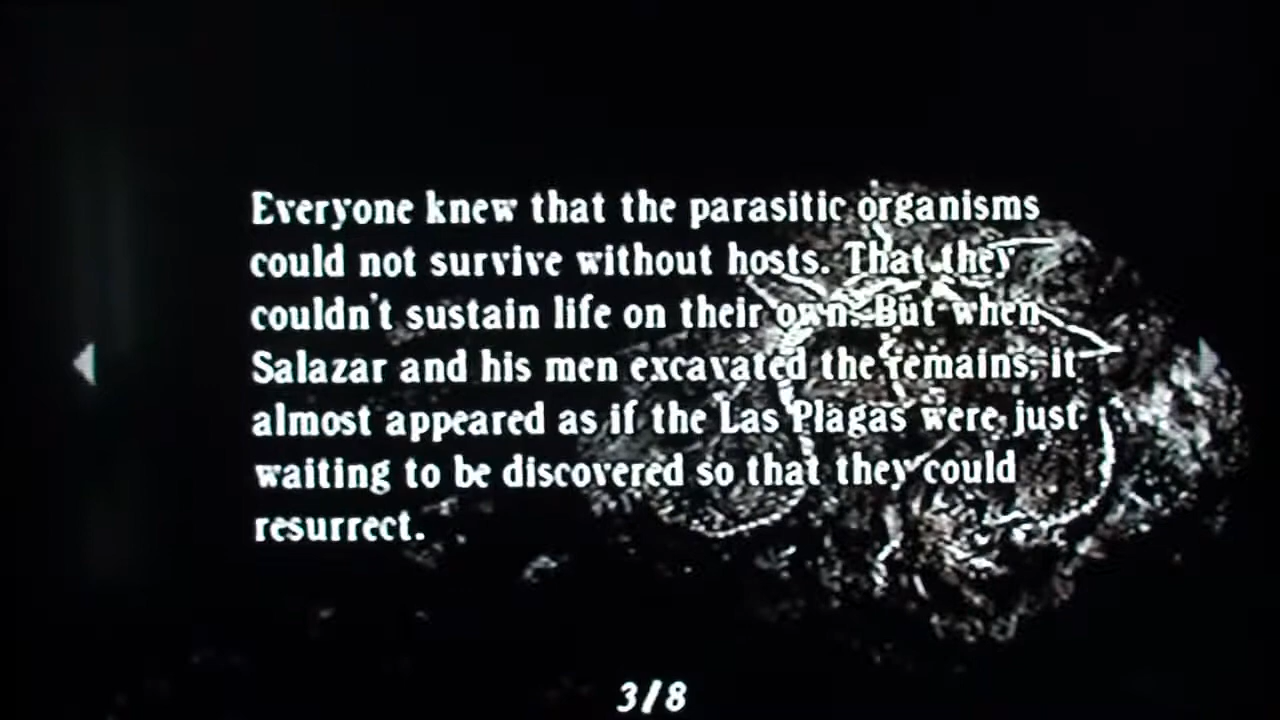 Everyone knew that the parasitic organisms
could not survive without hosts. That they
couldn't sustain life on their own. But when
Salazar and his men excavated the remains, it
almost appeared as if the Las Plagas were just
waiting to be discovered so that they could
resurrect.
3/8